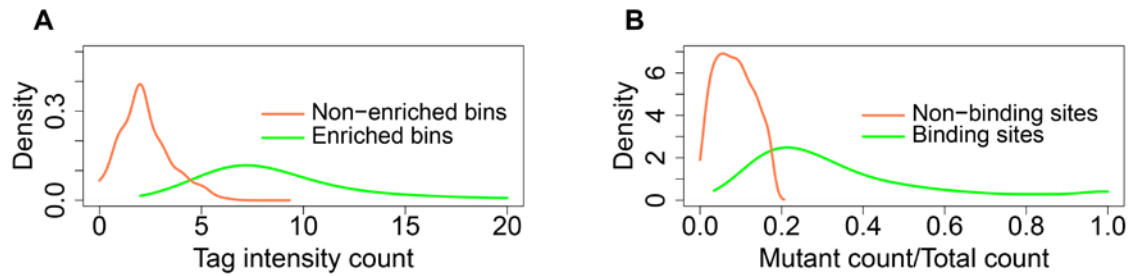 A
Density
0.0
0.3
0
5
10
15
20
Tag intensity count
Non-enriched bins
Enriched bins
B
Density
0
2
4
6
0.0
0.2
0.4
0.6
0.8
1.0
Mutant count/Total count
Non-binding sites
Binding sites